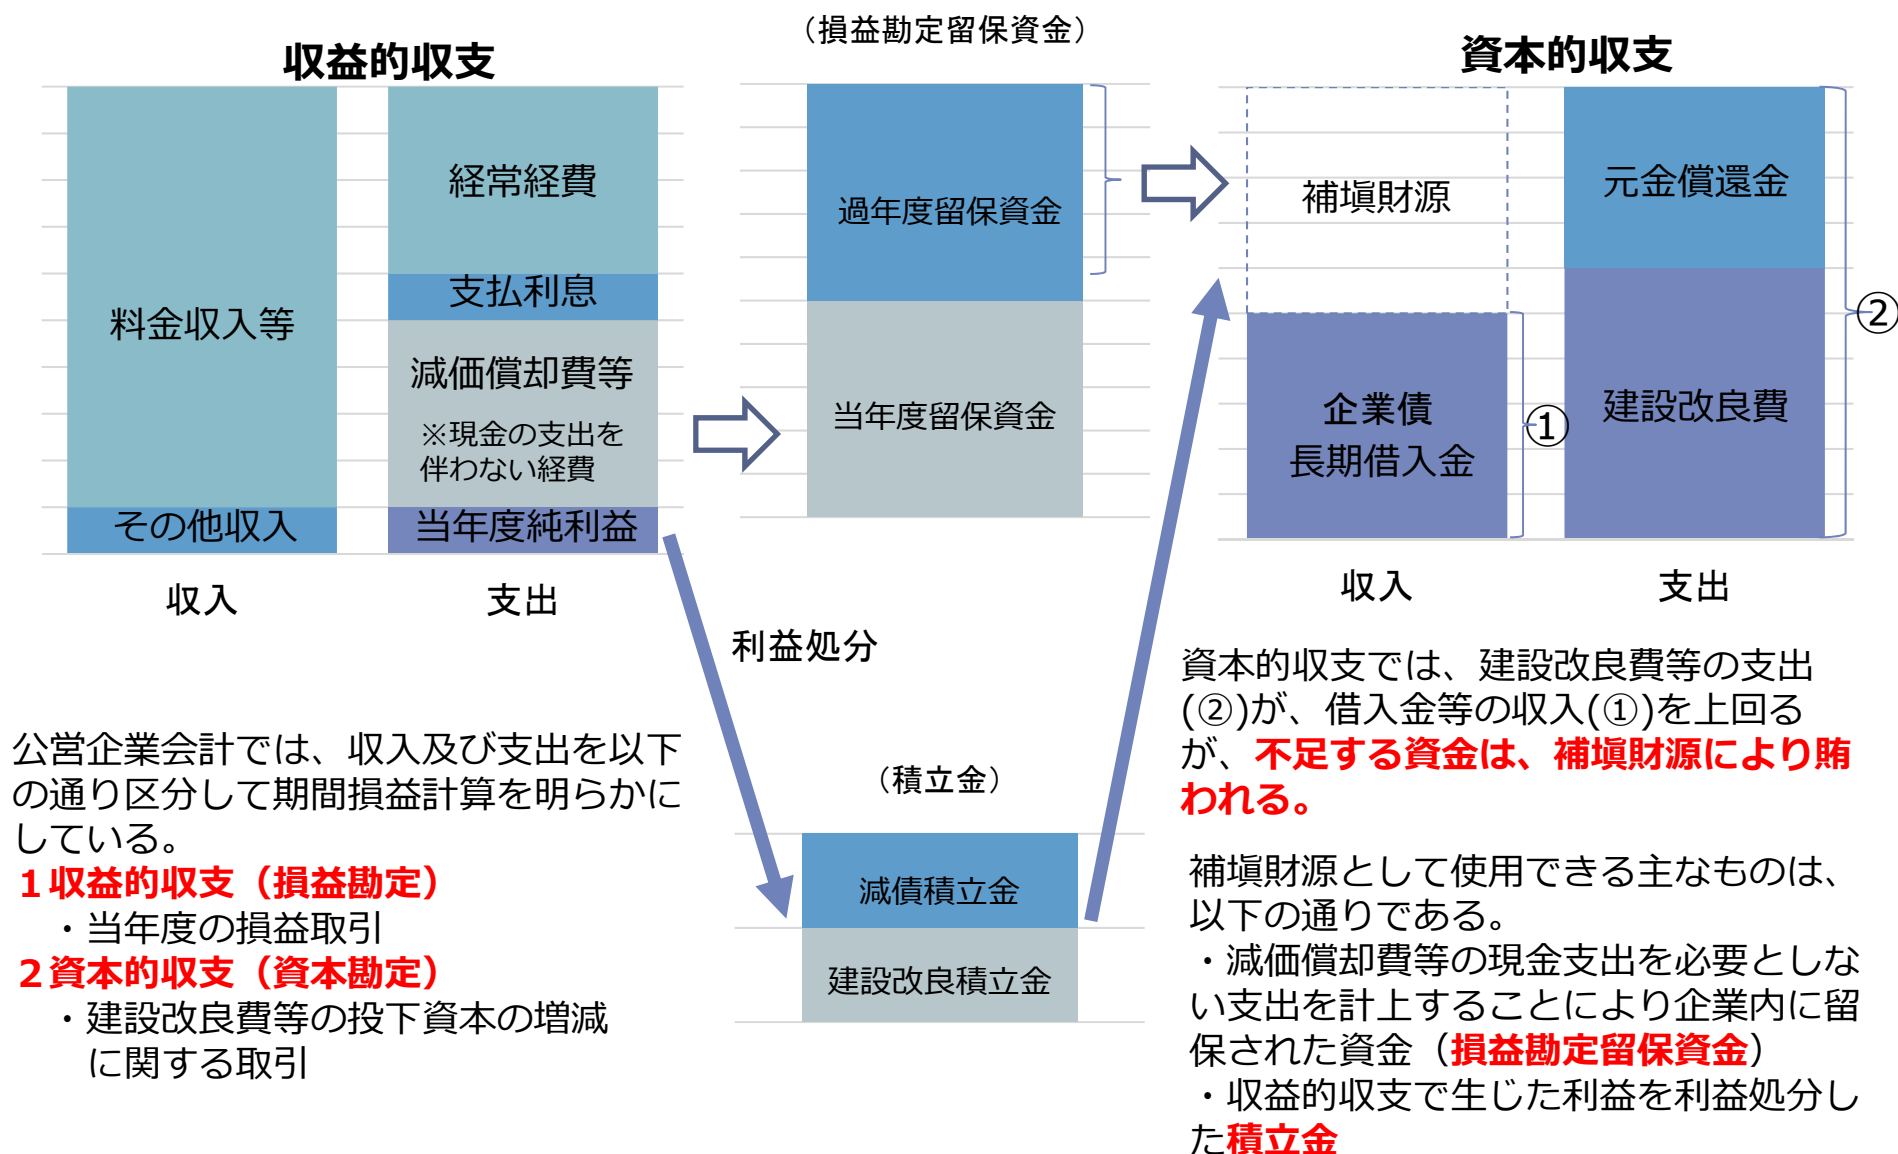 収益的収支
料金収入等
その他収入
収入
経常経費
支払利息
減価償却費等
※現金の支出を
伴わない経費
当年度純利益
支出
（損益勘定留保資金）
過年度留保資金
当年度留保資金
資本的収支
補塡財源
企業債
長期借入金
①
収入
元金償還金
建設改良費
②
支出
利益処分
（積立金）
減債積立金
建設改良積立金
公営企業会計では、収入及び支出を以下
の通り区分して期間損益計算を明らかに
している。
１収益的収支（損益勘定）
・当年度の損益取引
２資本的収支（資本勘定）
・建設改良費等の投下資本の増減
に関する取引
資本的収支では、建設改良費等の支出
(②)が、借入金等の収入(①)を上回る
が、不足する資金は、補塡財源により賄
われる。
補塡財源として使用できる主なものは、
以下の通りである。
・減価償却費等の現金支出を必要としな
い支出を計上することにより企業内に留
保された資金（損益勘定留保資金）
・収益的収支で生じた利益を利益処分し
た積立金